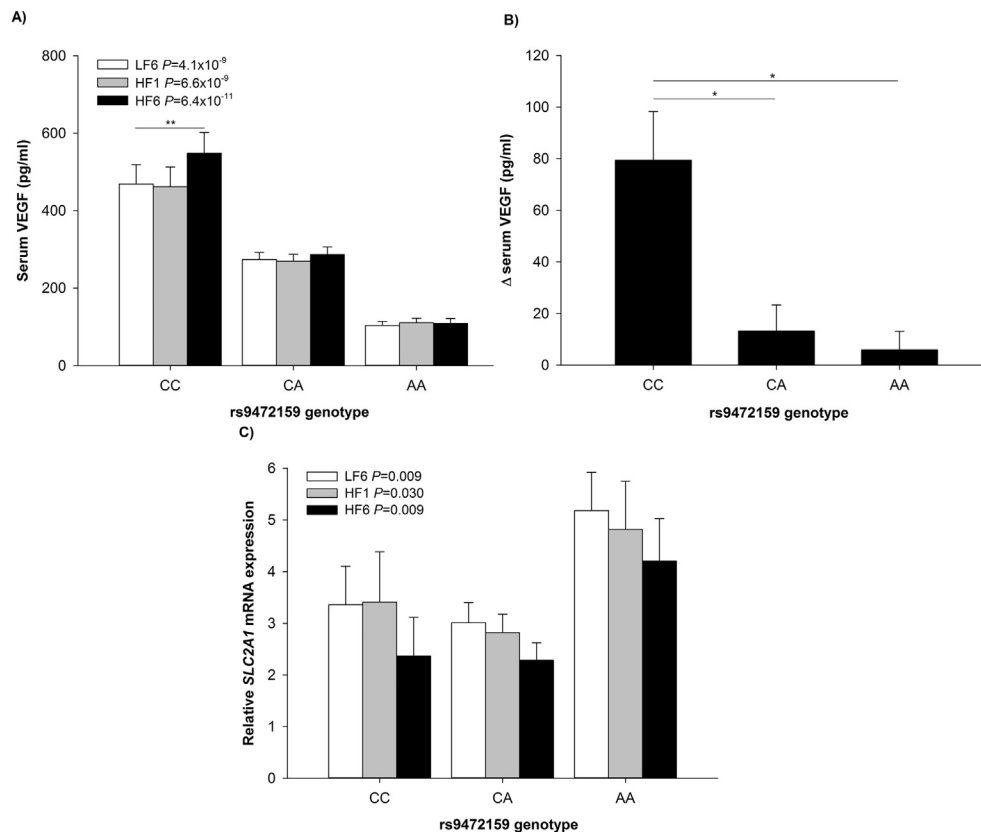 A)
800
600
400
200
0
Serum VEGF (pg/ml)
LF6 P=4.1x10⁻⁹
HF1 P=6.6x10⁻⁹
HF6 P=6.4x10⁻¹¹
**
CC CA AA
rs9472159 genotype
B)
120
100
80
60
40
20
0
Δ serum VEGF (pg/ml)
*
*
CC CA AA
rs9472159 genotype
C)
6
5
4
3
2
1
0
Relative SLC2A1 mRNA expression
LF6 P=0.009
HF1 P=0.030
HF6 P=0.009
CC CA AA
rs9472159 genotype